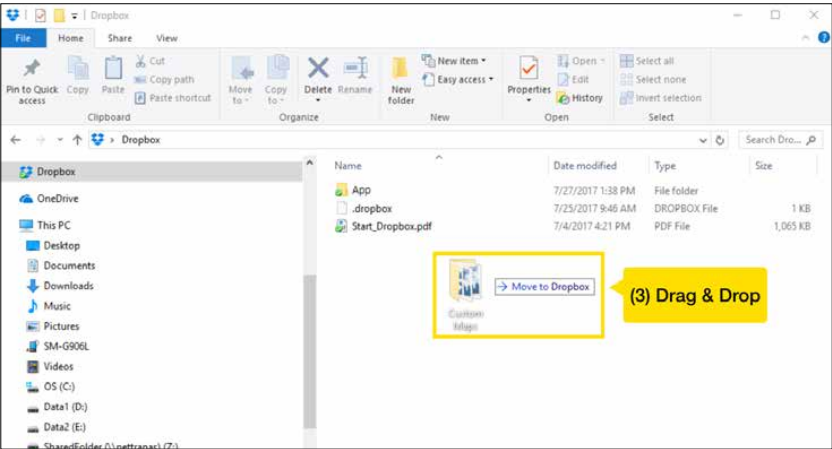 Dropbox
File Home Share View
Pin to Quick access
Copy
Paste
Cut
Copy path
Paste shortcut
Clipboard
Move to
Copy to
Delete
Rename
Organize
New folder
New item
Easy access
New
Properties
Open
Edit
History
Open
Select all
Select none
Invert selection
Select
Dropbox
Search Dro...
Dropbox
OneDrive
This PC
Desktop
Documents
Downloads
Music
Pictures
SM-G906L
Videos
OS (C:)
Data1 (D:)
Data2 (E:)
SharedFolder (\\nettranas) (Z:)
Name Date modified Type Size
App 7/27/2017 1:38 PM File folder
.dropbox 7/25/2017 9:46 AM DROPBOX File 1 KB
Start_Dropbox.pdf 7/4/2017 4:21 PM PDF File 1,065 KB
Custom Maps
Move to Dropbox
(3) Drag & Drop